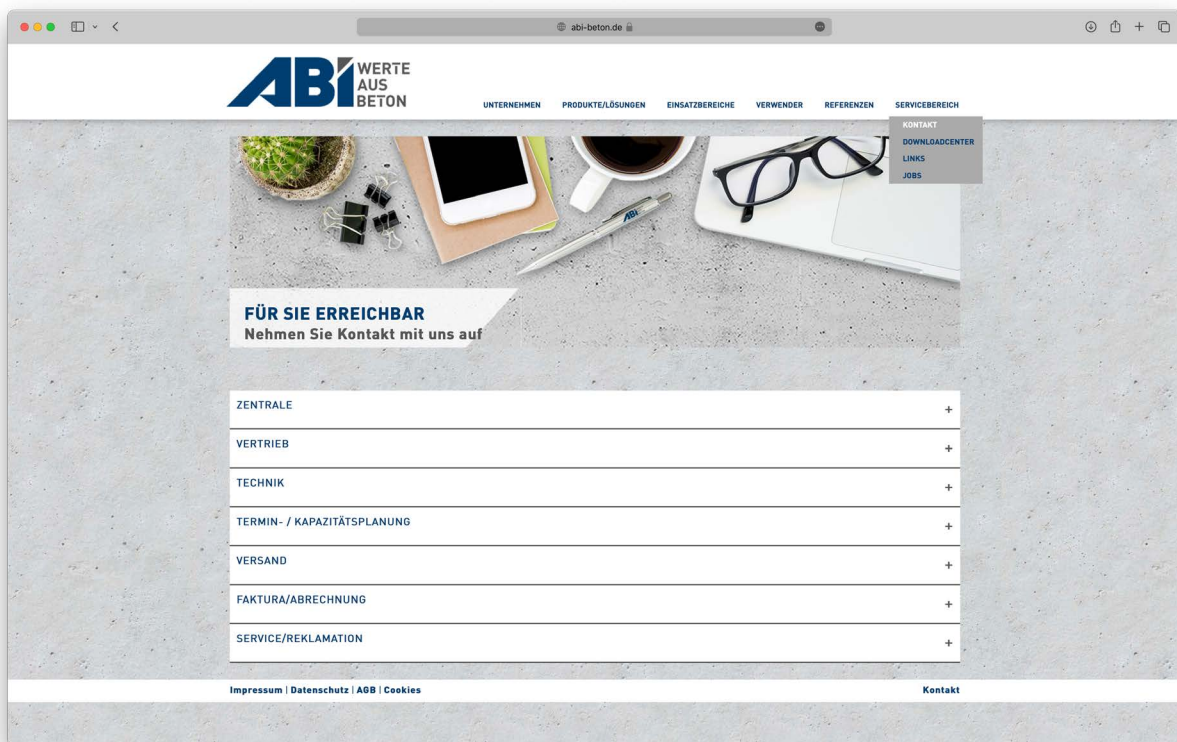 abi-beton.de
ABI
WERTE
AUS
BETON
UNTERNEHMEN PRODUKTE/LÖSUNGEN EINSATZBEREICHE VERWENDER REFERENZEN SERVICEBEREICH
KONTAKT
DOWNLOADCENTER
LINKS
JOBS
ABI
FÜR SIE ERREICHBAR
Nehmen Sie Kontakt mit uns auf
ZENTRALE +
VERTRIEB +
TECHNIK +
TERMIN- / KAPAZITÄTSPLANUNG +
VERSAND +
FAKTURA/ABRECHNUNG +
SERVICE/REKLAMATION +
Impressum | Datenschutz | AGB | Cookies Kontakt